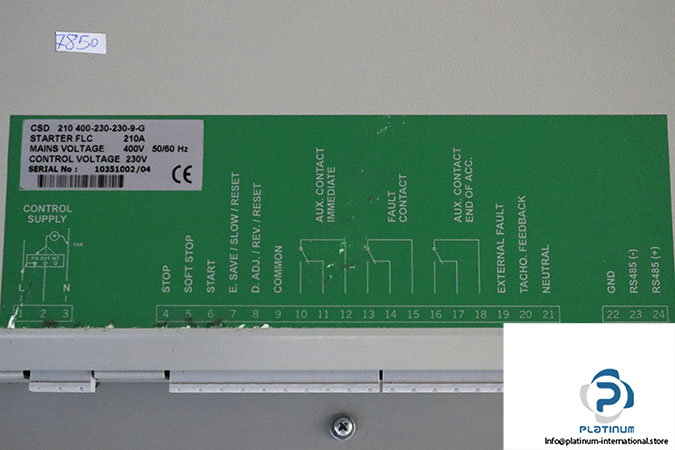 7850
CSD 210 400-230-230-9-G
STARTER FLC 210A
MAINS VOLTAGE 400V 50/60 Hz
CONTROL VOLTAGE 230V
SERIAL No : 10351002/04
CE
CONTROL
SUPPLY
FAN
L N
1 2 3
STOP
SOFT STOP
START
E. SAVE / SLOW / RESET
D. ADJ./ REV. / RESET
COMMON
AUX. CONTACT
IMMEDIATE
FAULT
CONTACT
AUX. CONTACT
END OF ACC.
EXTERNAL FAULT
TACHO. FEEDBACK
NEUTRAL
GND
RS485 (-)
RS485 (+)
4 5 6 7 8 9 10 11 12 13 14 15 16 17 18 19 20 21 22 23 24
PLATINUM
Info@platinum-international.store